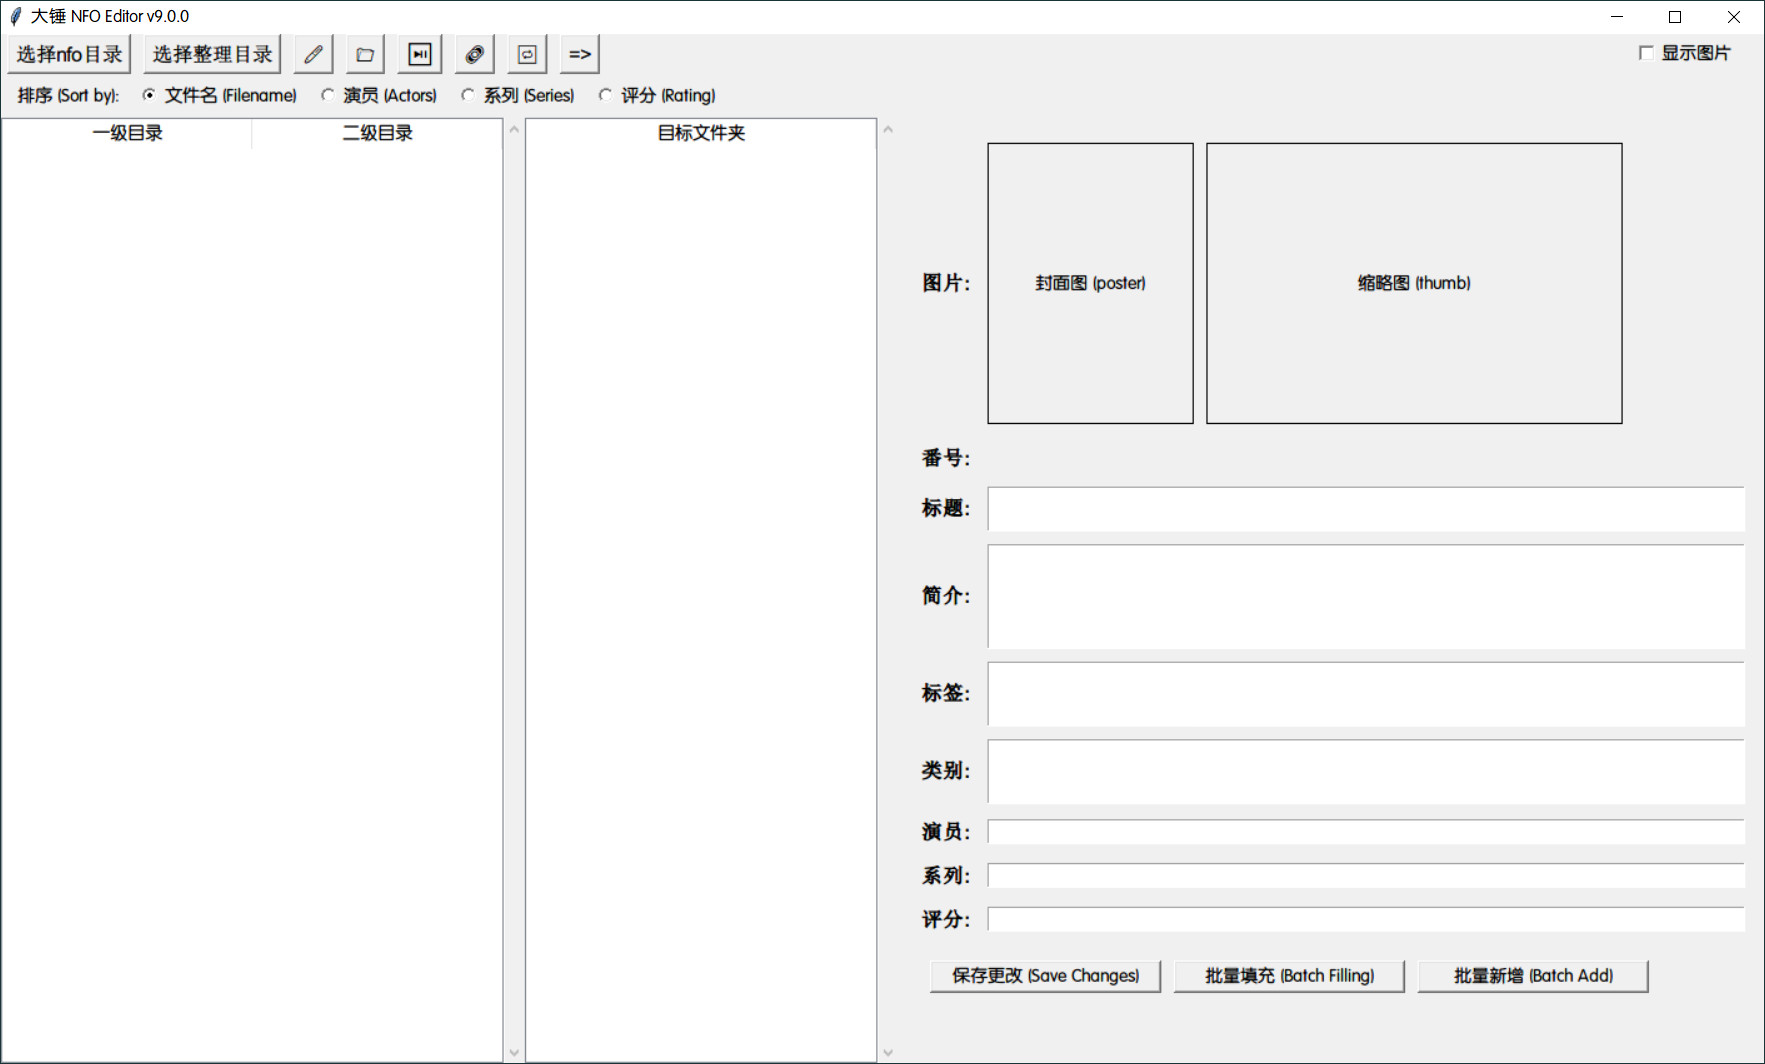 大锤 NFO Editor v9.0.0
选择nfo目录 选择整理目录 => 显示图片
排序 (Sort by): 文件名 (Filename) 演员 (Actors) 系列 (Series) 评分 (Rating)
一级目录 二级目录 目标文件夹
图片: 封面图 (poster) 缩略图 (thumb)
番号:
标题:
简介:
标签:
类别:
演员:
系列:
评分:
保存更改 (Save Changes) 批量填充 (Batch Filling) 批量新增 (Batch Add)